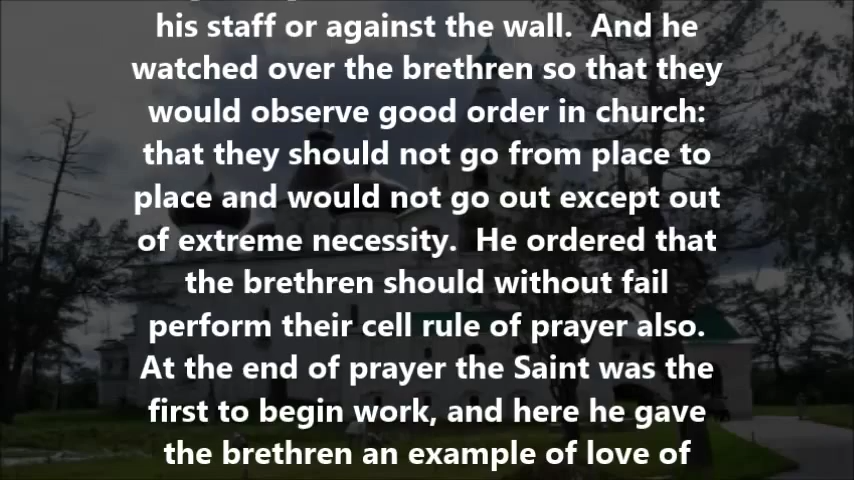 his staff or against the wall.  And he
watched over the brethren so that they
would observe good order in church:
that they should not go from place to
place and would not go out except out
of extreme necessity.  He ordered that
the brethren should without fail
perform their cell rule of prayer also.
At the end of prayer the Saint was the
first to begin work, and here he gave
the brethren an example of love of